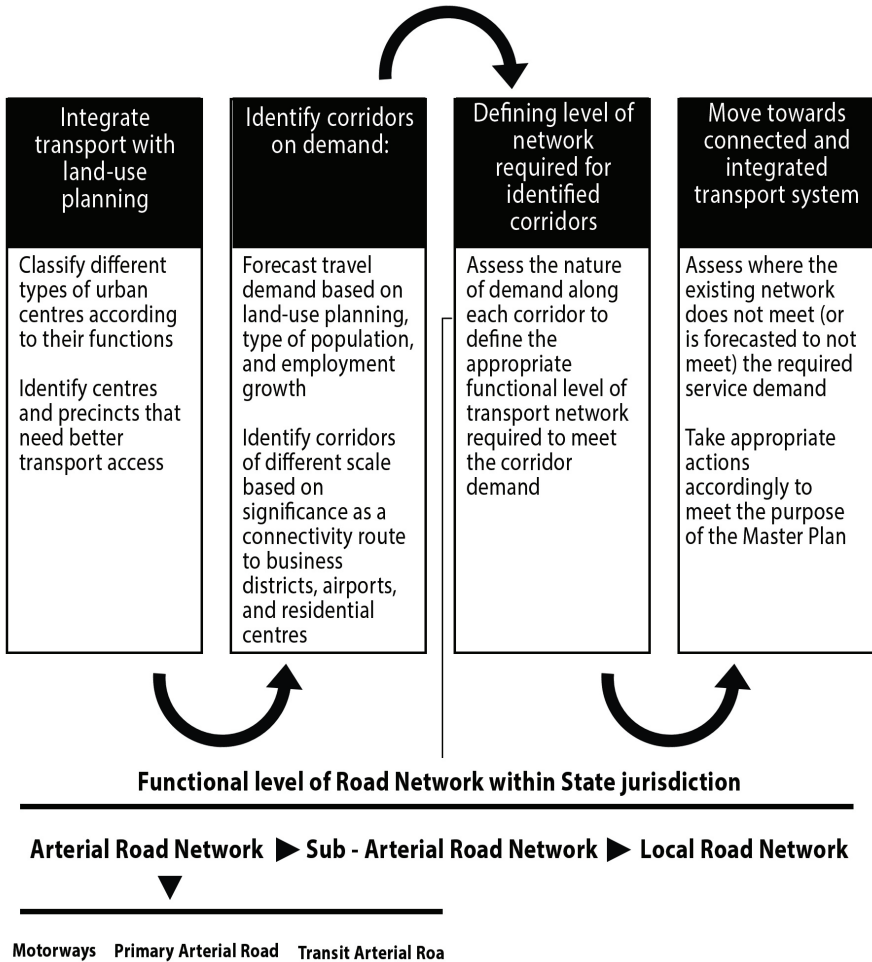 Integrate
transport with
land-use
planning
Classify different
types of urban
centres according
to their functions
Identify centres
and precincts that
need better
transport access
Identify corridors
on demand:
Forecast travel
demand based on
land-use planning,
type of population,
and employment
growth
Identify corridors
of different scale
based on
significance as a
connectivity route
to business
districts, airports,
and residential
centres
Defining level of
network
required for
identified
corridors
Assess the nature
of demand along
each corridor to
define the
appropriate
functional level of
transport network
required to meet
the corridor
demand
Move towards
connected and
integrated
transport system
Assess where the
existing network
does not meet (or
is forecasted to not
meet) the required
service demand
Take appropriate
actions
accordingly to
meet the purpose
of the Master Plan
Functional level of Road Network within State jurisdiction
Arterial Road Network ▶ Sub - Arterial Road Network ▶ Local Road Network
Motorways Primary Arterial Road Transit Arterial Roa